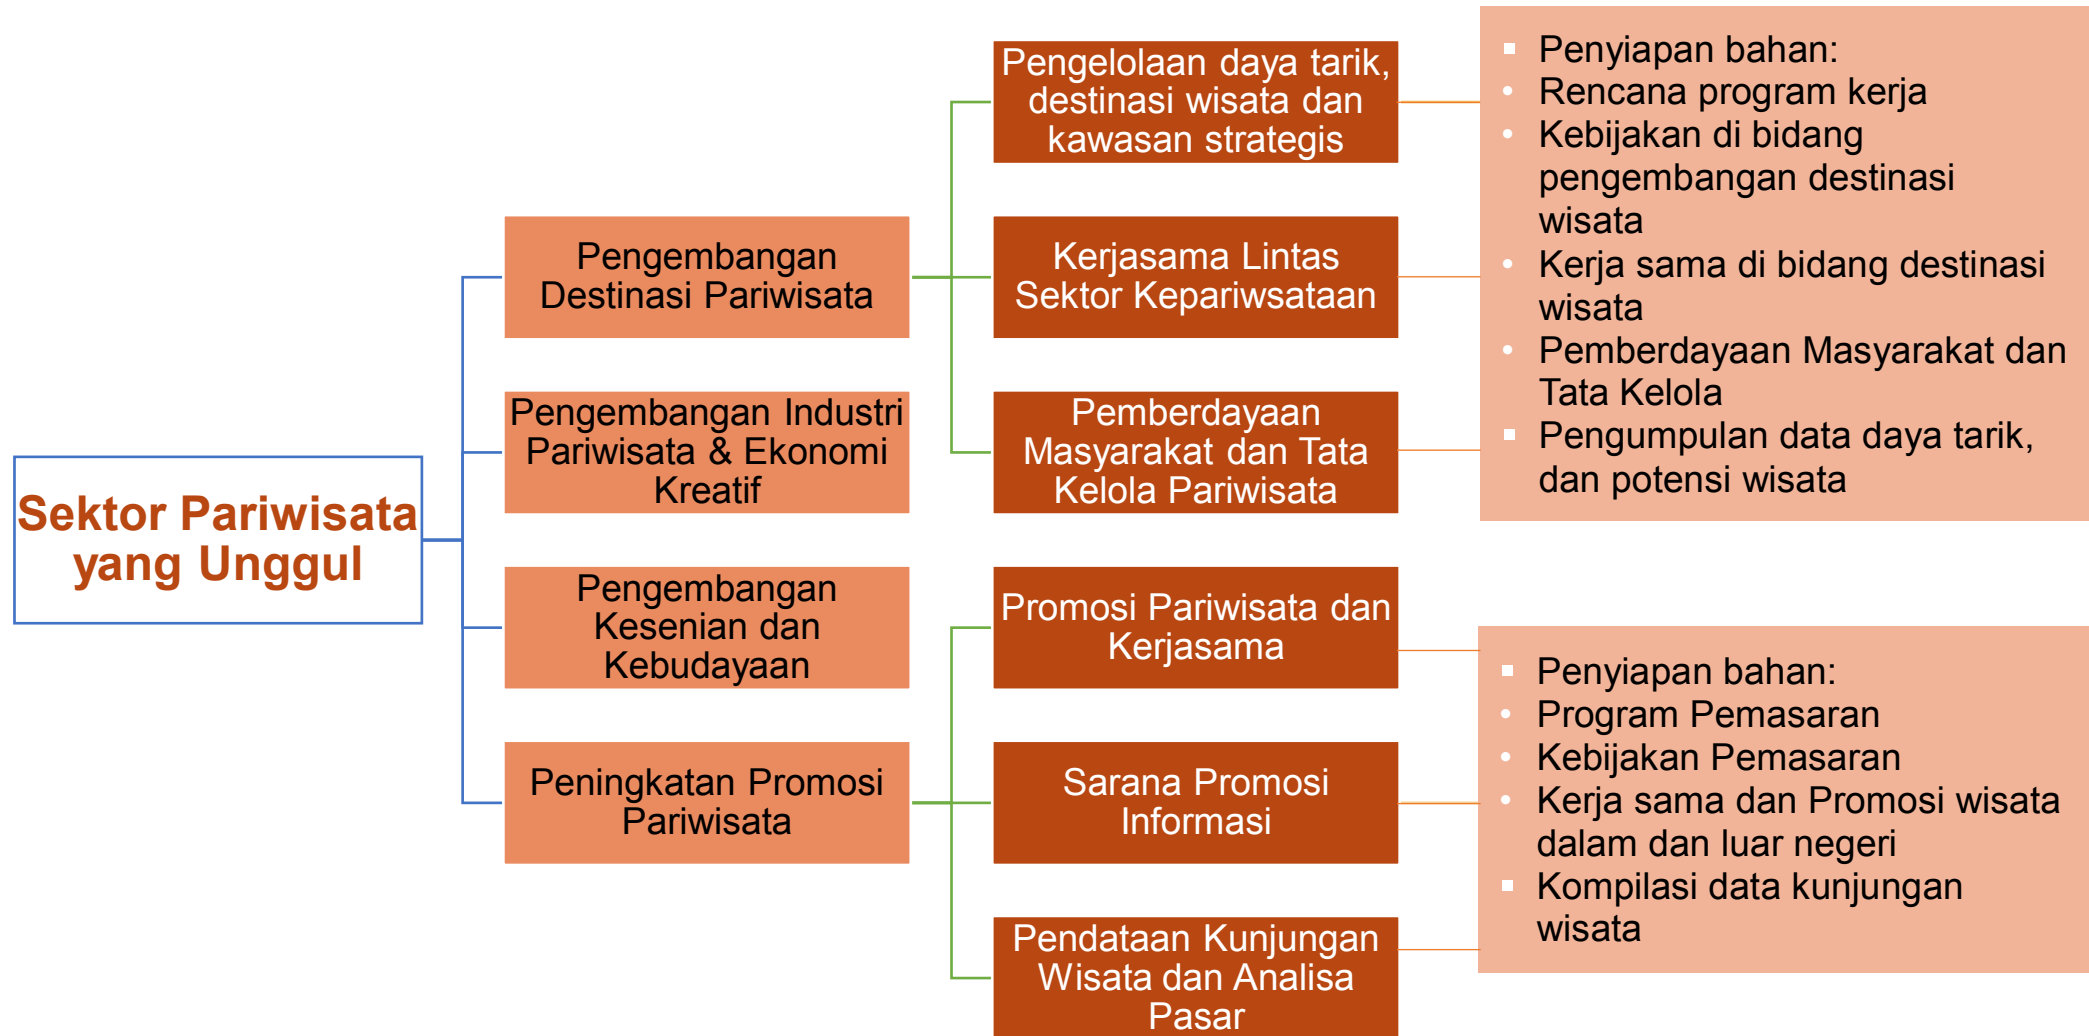 Sektor Pariwisata
yang Unggul
Pengembangan
Destinasi Pariwisata
Pengembangan Industri
Pariwisata & Ekonomi
Kreatif
Pengembangan
Kesenian dan
Kebudayaan
Peningkatan Promosi
Pariwisata
Pengelolaan daya tarik,
destinasi wisata dan
kawasan strategis
Kerjasama Lintas
Sektor Kepariwsataan
Pemberdayaan
Masyarakat dan Tata
Kelola Pariwisata
Promosi Pariwisata dan
Kerjasama
Sarana Promosi
Informasi
Pendataan Kunjungan
Wisata dan Analisa
Pasar
▪ Penyiapan bahan:
• Rencana program kerja
• Kebijakan di bidang
pengembangan destinasi
wisata
• Kerja sama di bidang destinasi
wisata
• Pemberdayaan Masyarakat dan
Tata Kelola
▪ Pengumpulan data daya tarik,
dan potensi wisata
▪ Penyiapan bahan:
• Program Pemasaran
• Kebijakan Pemasaran
• Kerja sama dan Promosi wisata
dalam dan luar negeri
▪ Kompilasi data kunjungan
wisata